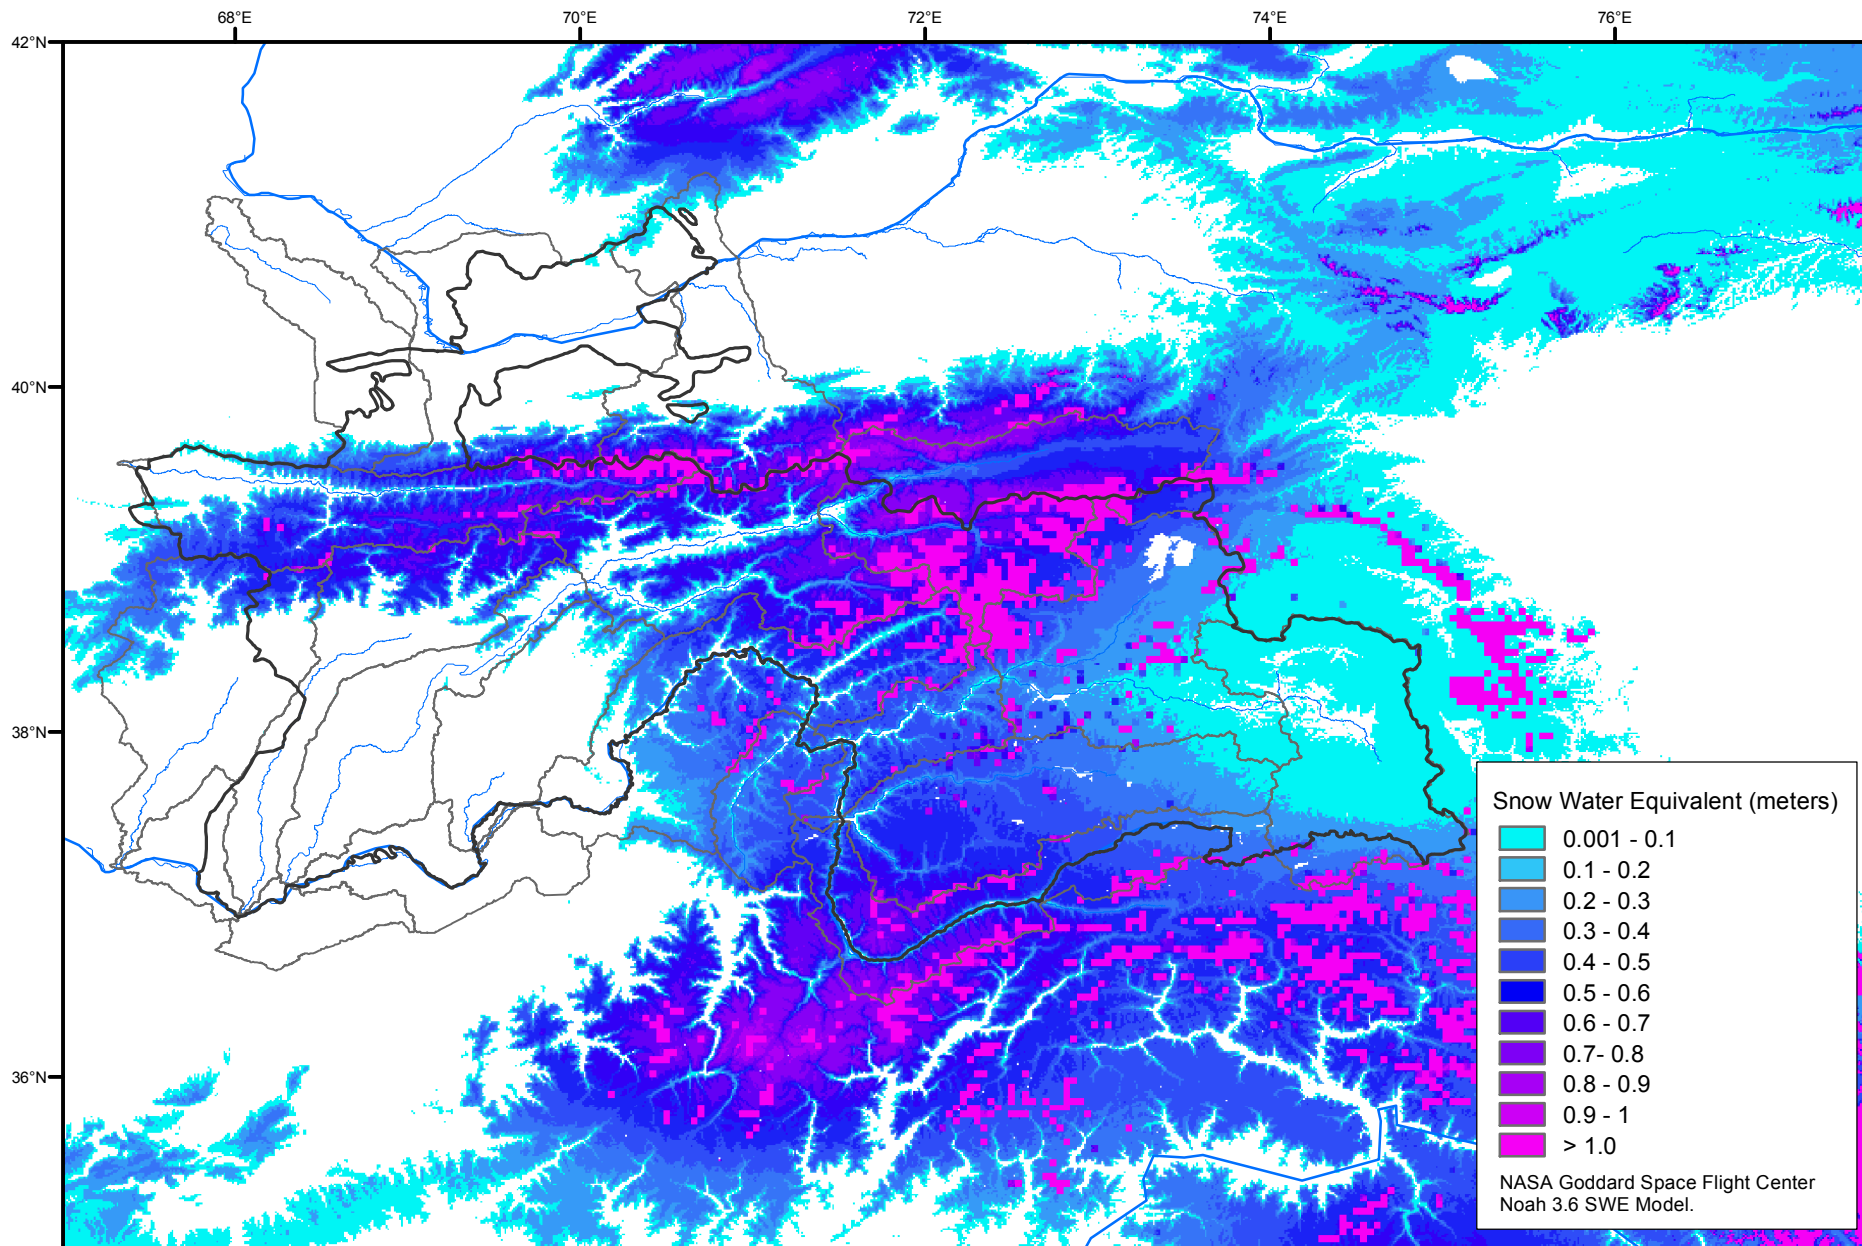 68°E
70°E
72°E
74°E
76°E
42°N
40°N
38°N
36°N
Snow Water Equivalent (meters)
0.001 - 0.1
0.1 - 0.2
0.2 - 0.3
0.3 - 0.4
0.4 - 0.5
0.5 - 0.6
0.6 - 0.7
0.7- 0.8
0.8 - 0.9
0.9 - 1
> 1.0
NASA Goddard Space Flight Center
Noah 3.6 SWE Model.